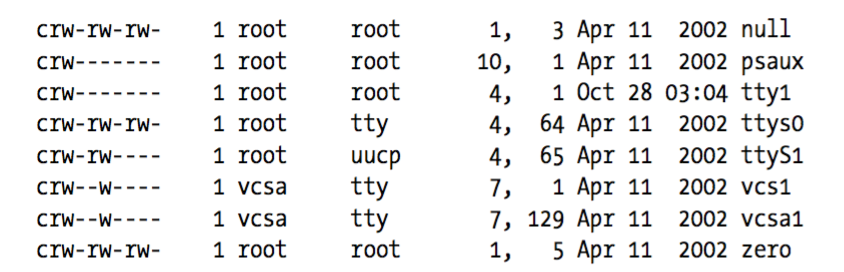 crw-rw-rw- 1 root root 1, 3 Apr 11 2002 null
crw------- 1 root root 10, 1 Apr 11 2002 psaux
crw------- 1 root root 4, 1 Oct 28 03:04 tty1
crw-rw-rw- 1 root tty 4, 64 Apr 11 2002 ttys0
crw-rw---- 1 root uucp 4, 65 Apr 11 2002 ttyS1
crw--w---- 1 vcsa tty 7, 1 Apr 11 2002 vcs1
crw--w---- 1 vcsa tty 7, 129 Apr 11 2002 vcsa1
crw-rw-rw- 1 root root 1, 5 Apr 11 2002 zero